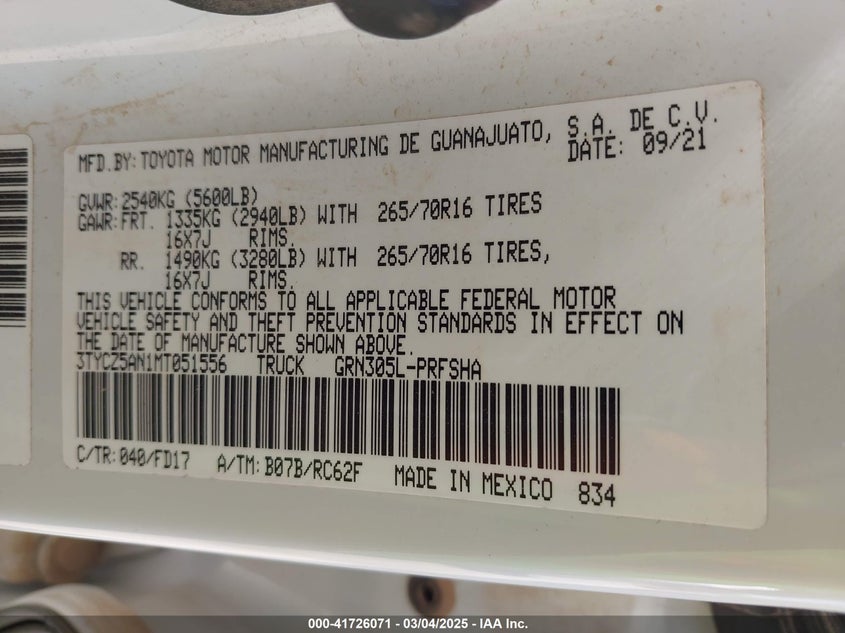 MFD.BY: TOYOTA MOTOR MANUFACTURING DE GUANAJUATO, S.A. DE C.V.
DATE: 09/21
GVWR: 2540KG (5600LB)
GAWR: FRT. 1335KG (2940LB) WITH 265/70R16 TIRES
16X7J RIMS.
RR. 1490KG (3280LB) WITH 265/70R16 TIRES,
16X7J RIMS.
THIS VEHICLE CONFORMS TO ALL APPLICABLE FEDERAL MOTOR
VEHICLE SAFETY AND THEFT PREVENTION STANDARDS IN EFFECT ON
THE DATE OF MANUFACTURE SHOWN ABOVE.
3TYCZ5AN1MT051556 TRUCK GRN305L-PRFSHA
C/TR: 040/FD17 A/TM: B07B/RC62F MADE IN MEXICO 834
000-41726071 - 03/04/2025 - IAA Inc.